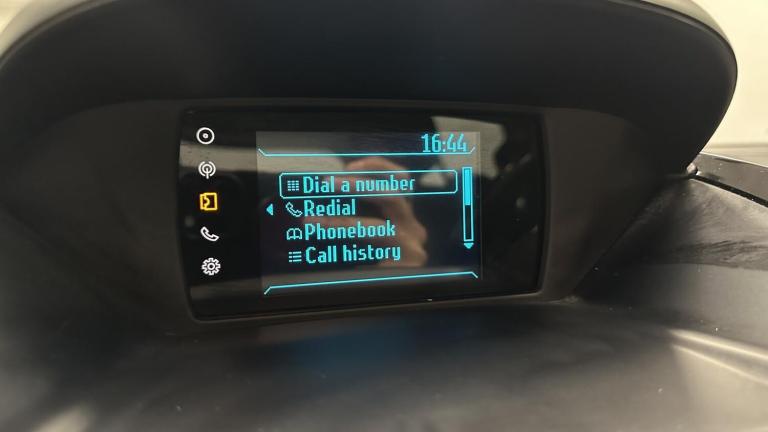 16:44
Dial a number
Redial
Phonebook
Call history